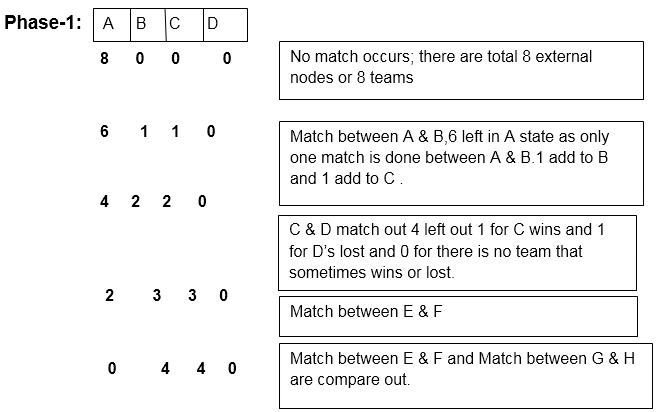 Phase-1: A B C D
8 0 0 0
No match occurs; there are total 8 external
nodes or 8 teams
6 1 1 0
Match between A & B,6 left in A state as only
one match is done between A & B.1 add to B
and 1 add to C .
4 2 2 0
C & D match out 4 left out 1 for C wins and 1
for D's lost and 0 for there is no team that
sometimes wins or lost.
2 3 3 0
Match between E & F
0 4 4 0
Match between E & F and Match between G & H
are compare out.